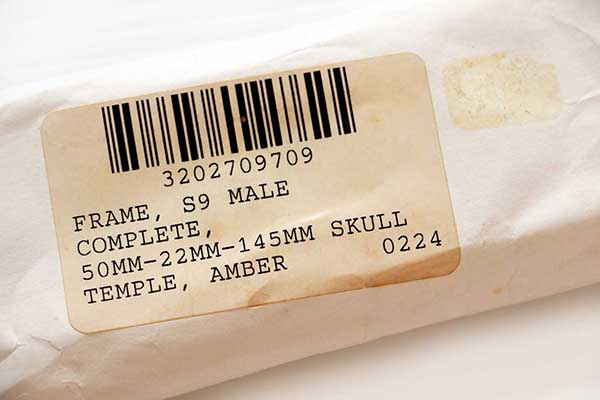 3202709709
FRAME, S9 MALE
COMPLETE,
50MM-22MM-145MM SKULL
TEMPLE, AMBER 0224